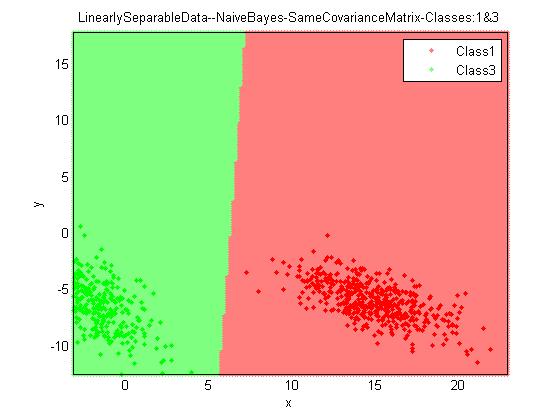 LinearlySeparableData--NaiveBayes-SameCovarianceMatrix-Classes:1&3
Class1
Class3
15
10
5
0
-5
-10
y
0
5
10
15
20
x